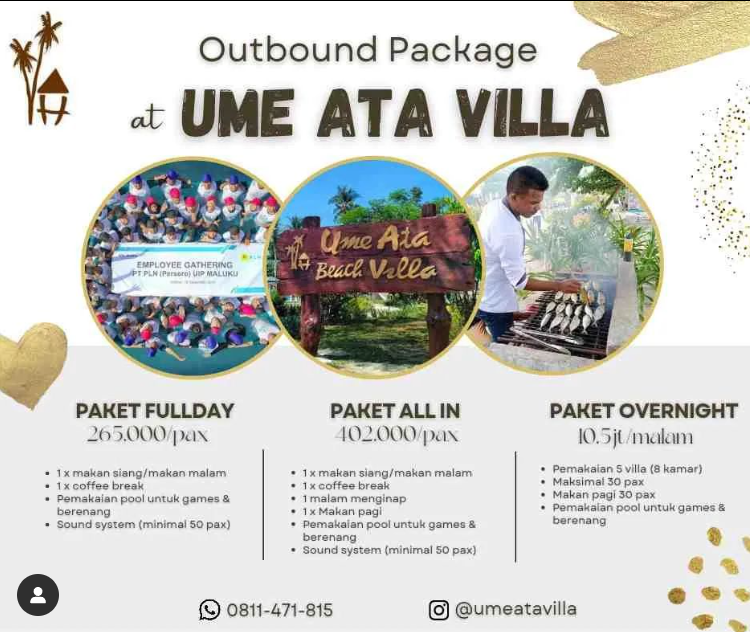 Outbound Package
at UME ATA VILLA
EMPLOYEE GATHERING
PT PLN (Persero) UIP MALUKU
Ume Ata
Beach Villa
PAKET FULLDAY
265.000/pax
1 x makan siang/makan malam
1 x coffee break
Pemakaian pool untuk games &
berenang
Sound system (minimal 50 pax)
PAKET ALL IN
402.000/pax
1 x makan siang/makan malam
1 x coffee break
1 malam menginap
1 x Makan pagi
Pemakaian pool untuk games &
berenang
Sound system (minimal 50 pax)
PAKET OVERNIGHT
10.5jt/malam
Pemakaian 5 villa (8 kamar)
Maksimal 30 pax
Makan pagi 30 pax
Pemakaian pool untuk games &
berenang
0811-471-815
@umeatavilla